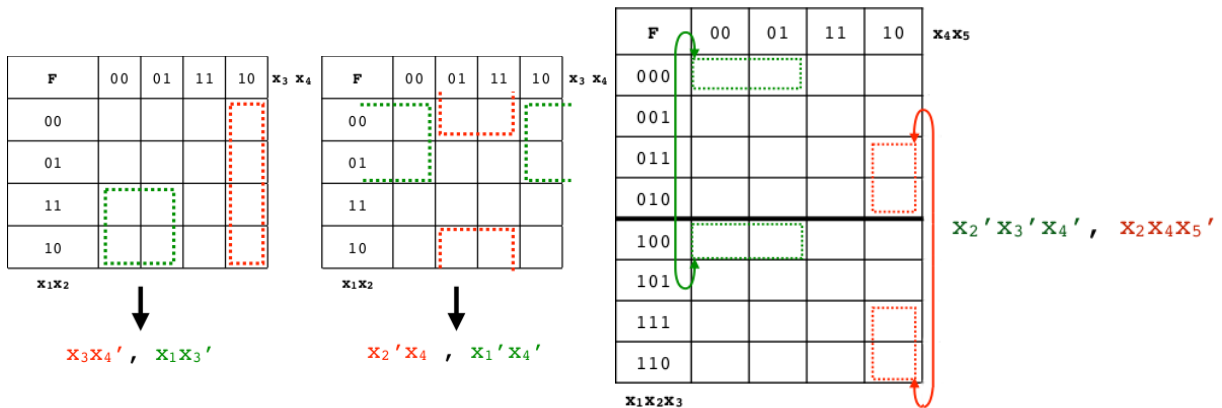 F 00 01 11 10 x₃ x₄
00
01
11
10
x₁x₂
x₃x₄′, x₁x₃′
F 00 01 11 10 x₃ x₄
00
01
11
10
x₁x₂
x₂′x₄ , x₁′x₄′
F 00 01 11 10 x₄x₅
000
001
011
010
100
101
111
110
x₁x₂x₃
x₂′x₃′x₄′, x₂x₄x₅′